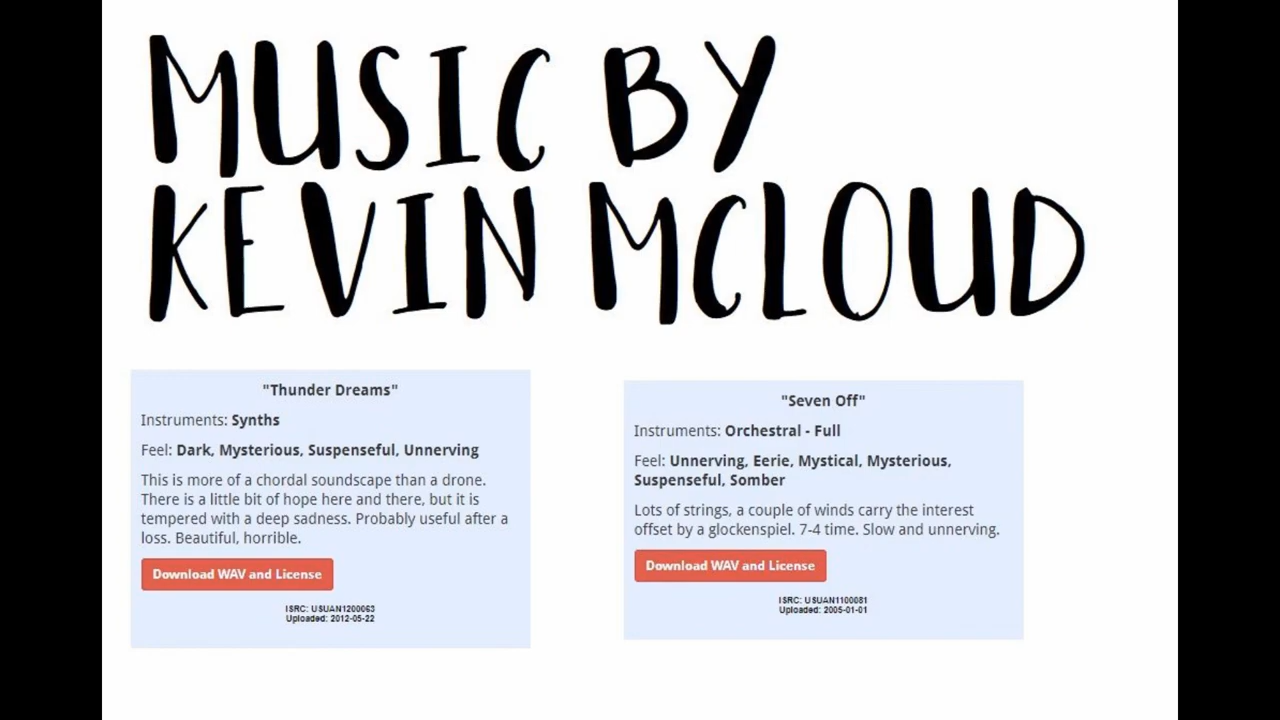 MUSIC BY
KEVIN MCLOUD
"Thunder Dreams"
Instruments: Synths
Feel: Dark, Mysterious, Suspenseful, Unnerving
This is more of a chordal soundscape than a drone.
There is a little bit of hope here and there, but it is
tempered with a deep sadness. Probably useful after a
loss. Beautiful, horrible.
Download WAV and License
ISRC: USUAN1200063
Uploaded: 2012-05-22
"Seven Off"
Instruments: Orchestral - Full
Feel: Unnerving, Eerie, Mystical, Mysterious,
Suspenseful, Somber
Lots of strings, a couple of winds carry the interest
offset by a glockenspiel. 7-4 time. Slow and unnerving.
Download WAV and License
ISRC: USUAN1100081
Uploaded: 2005-01-01